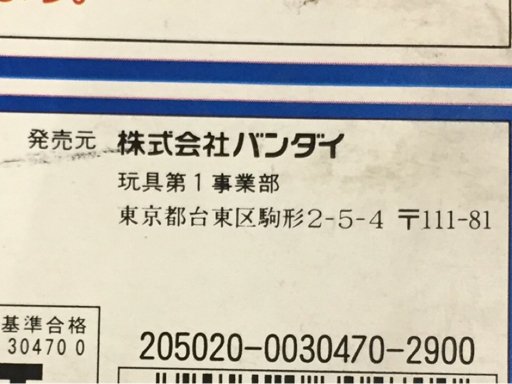 発売元 株式会社バンダイ
玩具第1事業部
東京都台東区駒形2-5-4 〒111-81
基準合格
304700
205020-0030470-2900